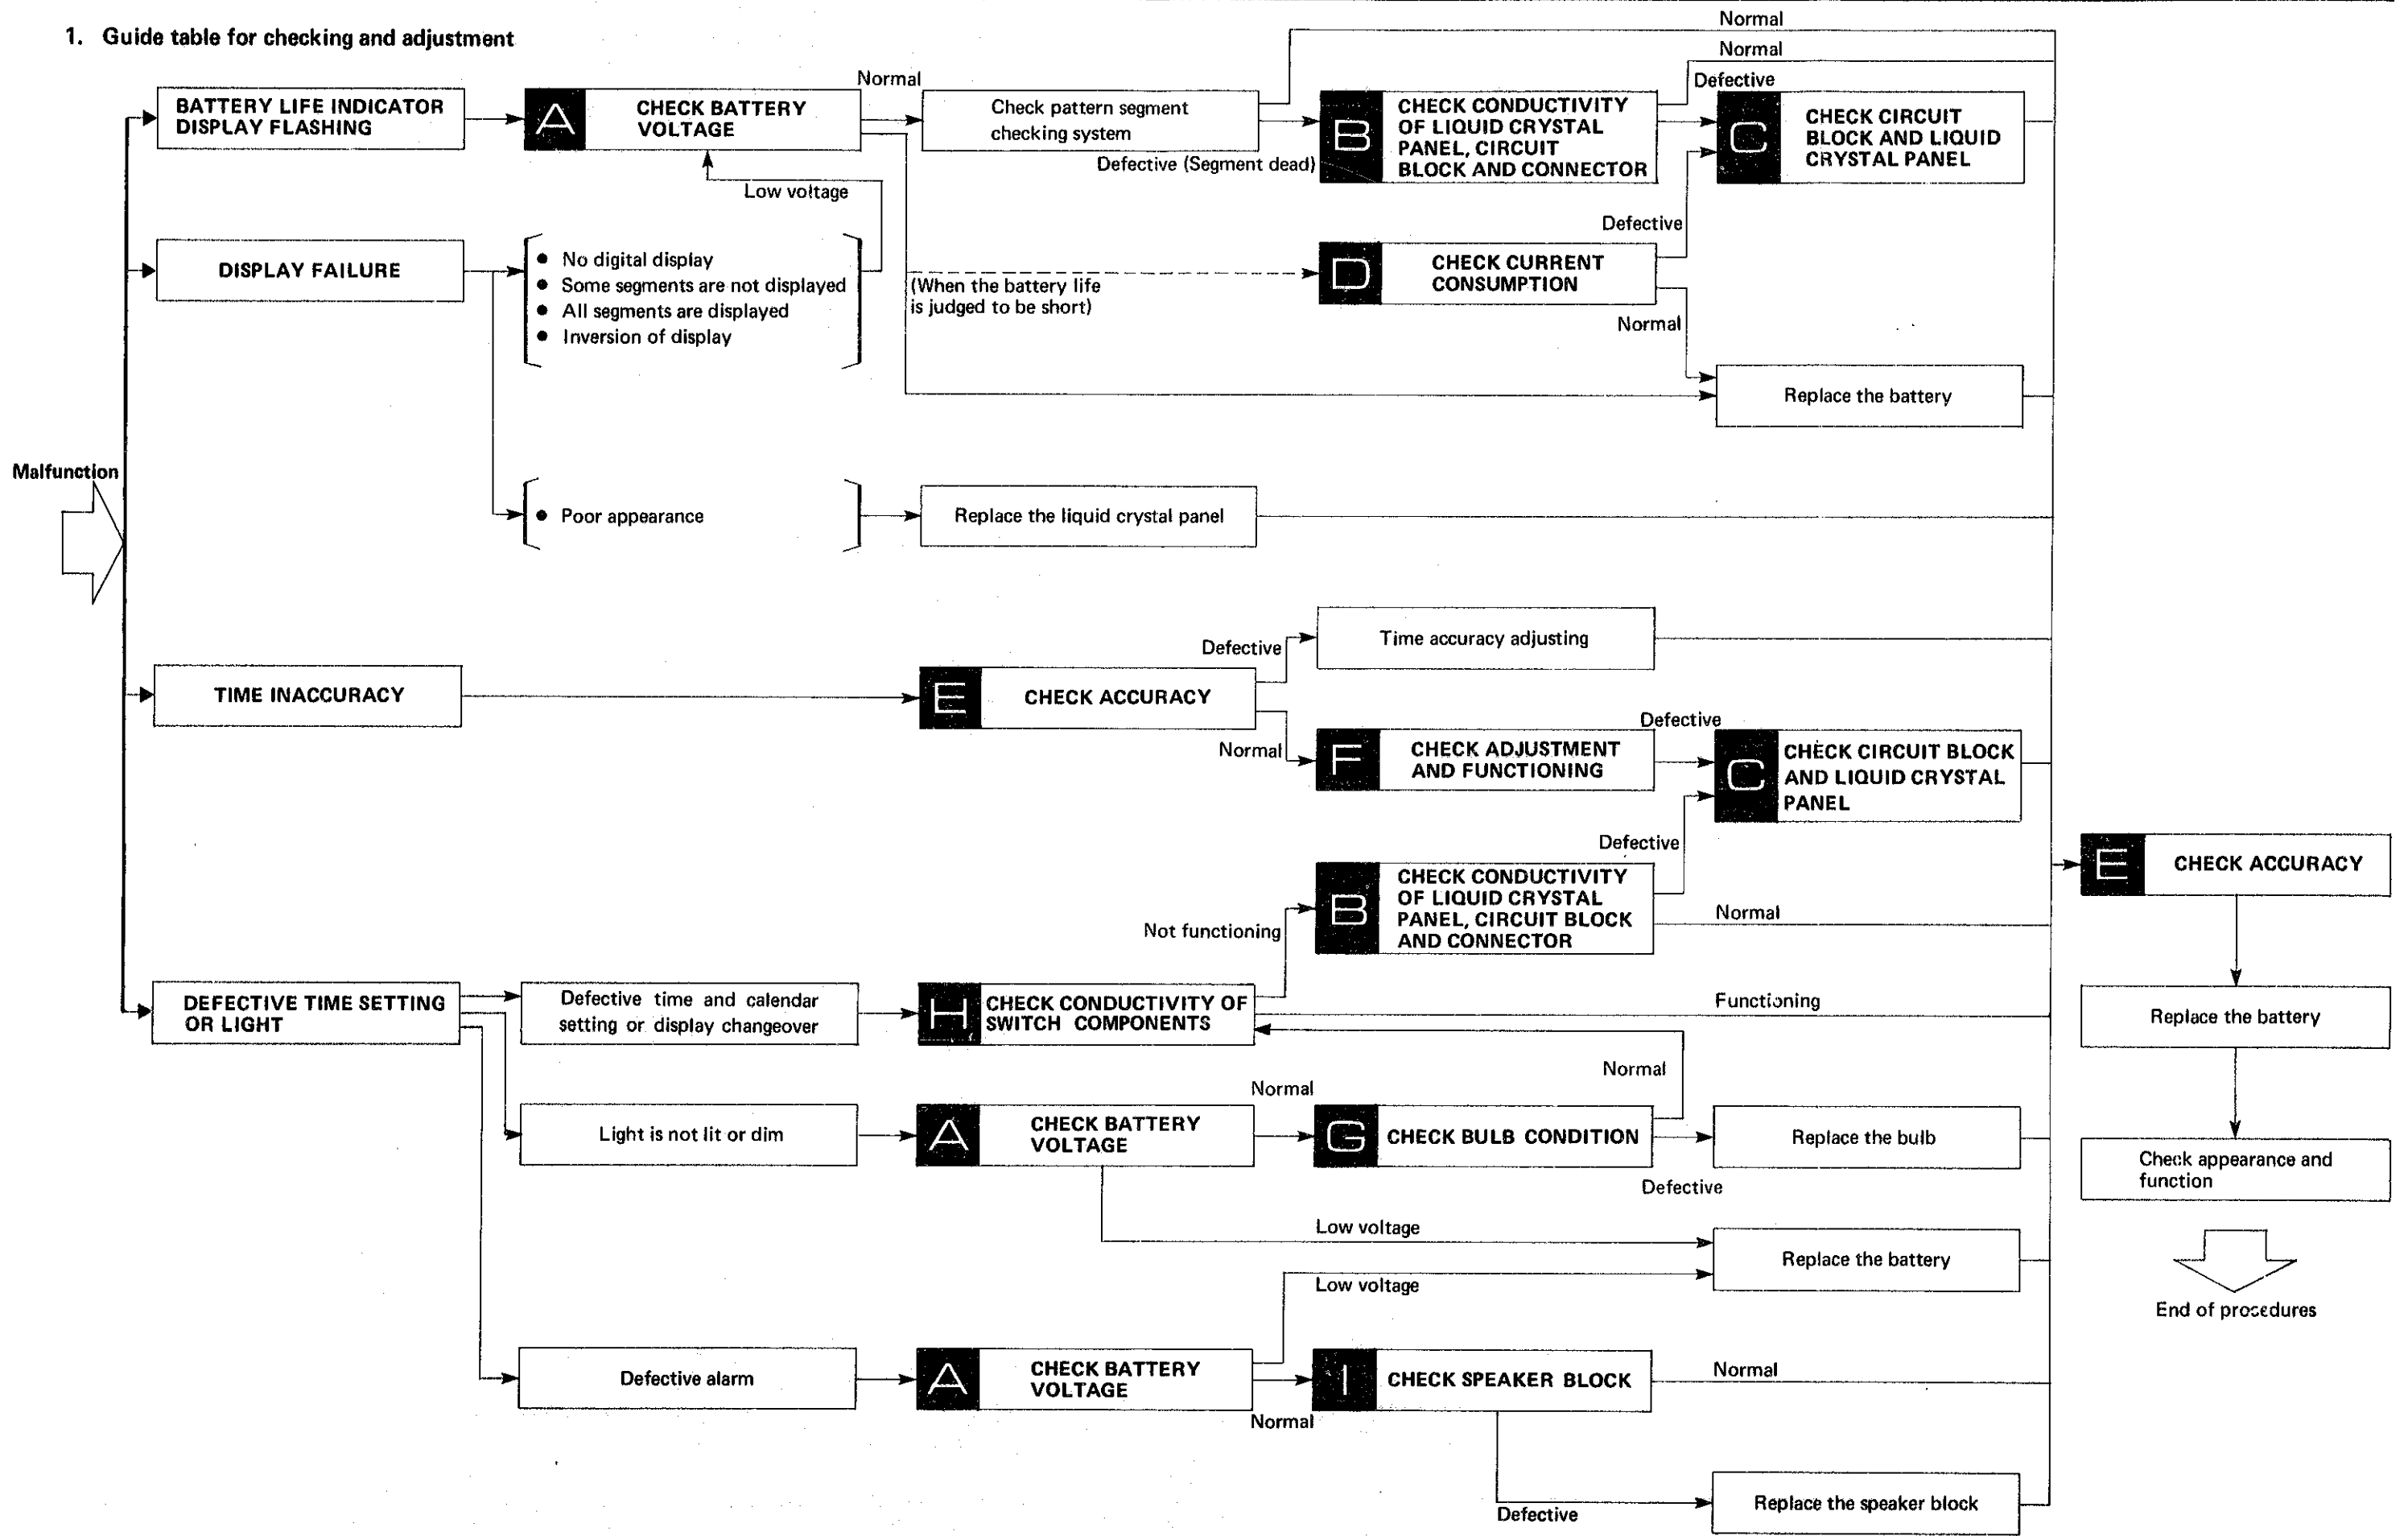 1. Guide table for checking and adjustment
Normal
Normal
Normal
Defective
BATTERY LIFE INDICATOR
DISPLAY FLASHING
A
CHECK BATTERY
VOLTAGE
Check pattern segment
checking system
Defective (Segment dead)
B
CHECK CONDUCTIVITY
OF LIQUID CRYSTAL
PANEL, CIRCUIT
BLOCK AND CONNECTOR
C
CHECK CIRCUIT
BLOCK AND LIQUID
CRYSTAL PANEL
Low voltage
DISPLAY FAILURE
● No digital display
● Some segments are not displayed
● All segments are displayed
● Inversion of display
(When the battery life
is judged to be short)
Defective
D
CHECK CURRENT
CONSUMPTION
Normal
Replace the battery
Malfunction
● Poor appearance
Replace the liquid crystal panel
TIME INACCURACY
E
CHECK ACCURACY
Defective
Time accuracy adjusting
Normal
F
CHECK ADJUSTMENT
AND FUNCTIONING
Defective
C
CHECK CIRCUIT BLOCK
AND LIQUID CRYSTAL
PANEL
Defective
B
CHECK CONDUCTIVITY
OF LIQUID CRYSTAL
PANEL, CIRCUIT BLOCK
AND CONNECTOR
Normal
Not functioning
DEFECTIVE TIME SETTING
OR LIGHT
Defective time and calendar
setting or display changeover
H
CHECK CONDUCTIVITY OF
SWITCH COMPONENTS
Functioning
Normal
Light is not lit or dim
A
CHECK BATTERY
VOLTAGE
Normal
G
CHECK BULB CONDITION
Defective
Replace the bulb
Low voltage
Low voltage
Replace the battery
Defective alarm
A
CHECK BATTERY
VOLTAGE
Normal
I
CHECK SPEAKER BLOCK
Normal
Defective
Replace the speaker block
E
CHECK ACCURACY
Replace the battery
Check appearance and
function
End of procedures